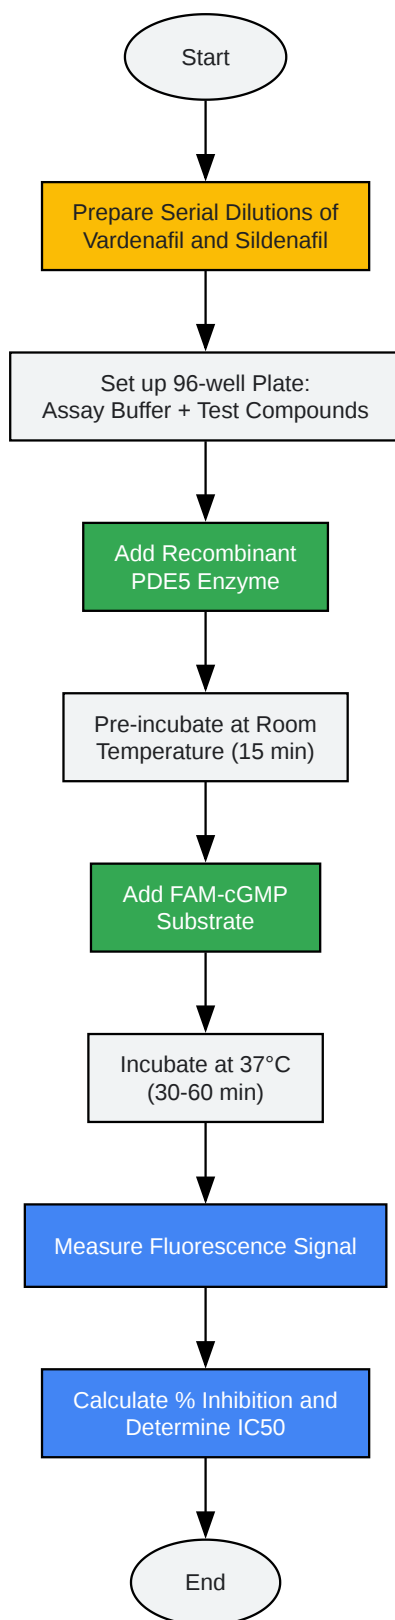 Start
Prepare Serial Dilutions of
Vardenafil and Sildenafil
Set up 96-well Plate:
Assay Buffer + Test Compounds
Add Recombinant
PDE5 Enzyme
Pre-incubate at Room
Temperature (15 min)
Add FAM-cGMP
Substrate
Incubate at 37°C
(30-60 min)
Measure Fluorescence Signal
Calculate % Inhibition and
Determine IC50
End